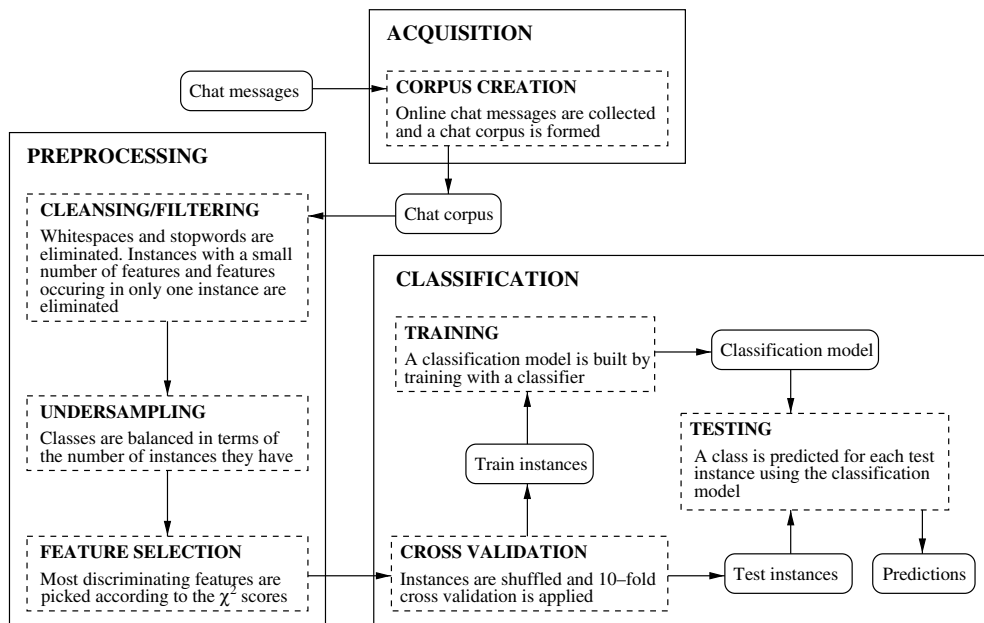 ACQUISITION
Chat messages
CORPUS CREATION
Online chat messages are collected
and a chat corpus is formed
PREPROCESSING
Chat corpus
CLEANSING/FILTERING
Whitespaces and stopwords are
eliminated. Instances with a small
number of features and features
occuring in only one instance are
eliminated
UNDERSAMPLING
Classes are balanced in terms of
the number of instances they have
FEATURE SELECTION
Most discriminating features are
picked according to the χ² scores
CLASSIFICATION
TRAINING
A classification model is built by
training with a classifier
Classification model
Train instances
TESTING
A class is predicted for each test
instance using the classification
model
CROSS VALIDATION
Instances are shuffled and 10–fold
cross validation is applied
Test instances
Predictions